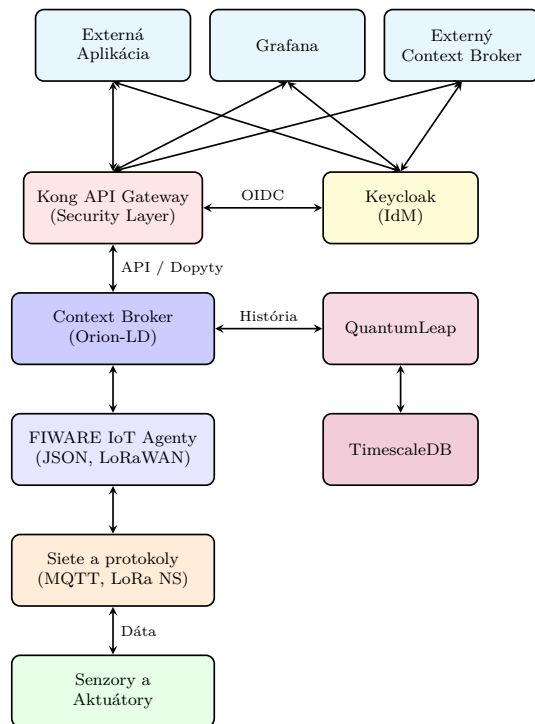 Externá
Aplikácia
Grafana
Externý
Context Broker
Kong API Gateway
(Security Layer)
OIDC
Keycloak
(IdM)
API / Dopyty
Context Broker
(Orion-LD)
História
QuantumLeap
FIWARE IoT Agenty
(JSON, LoRaWAN)
TimescaleDB
Siete a protokoly
(MQTT, LoRa NS)
Dáta
Senzory a
Aktuátory